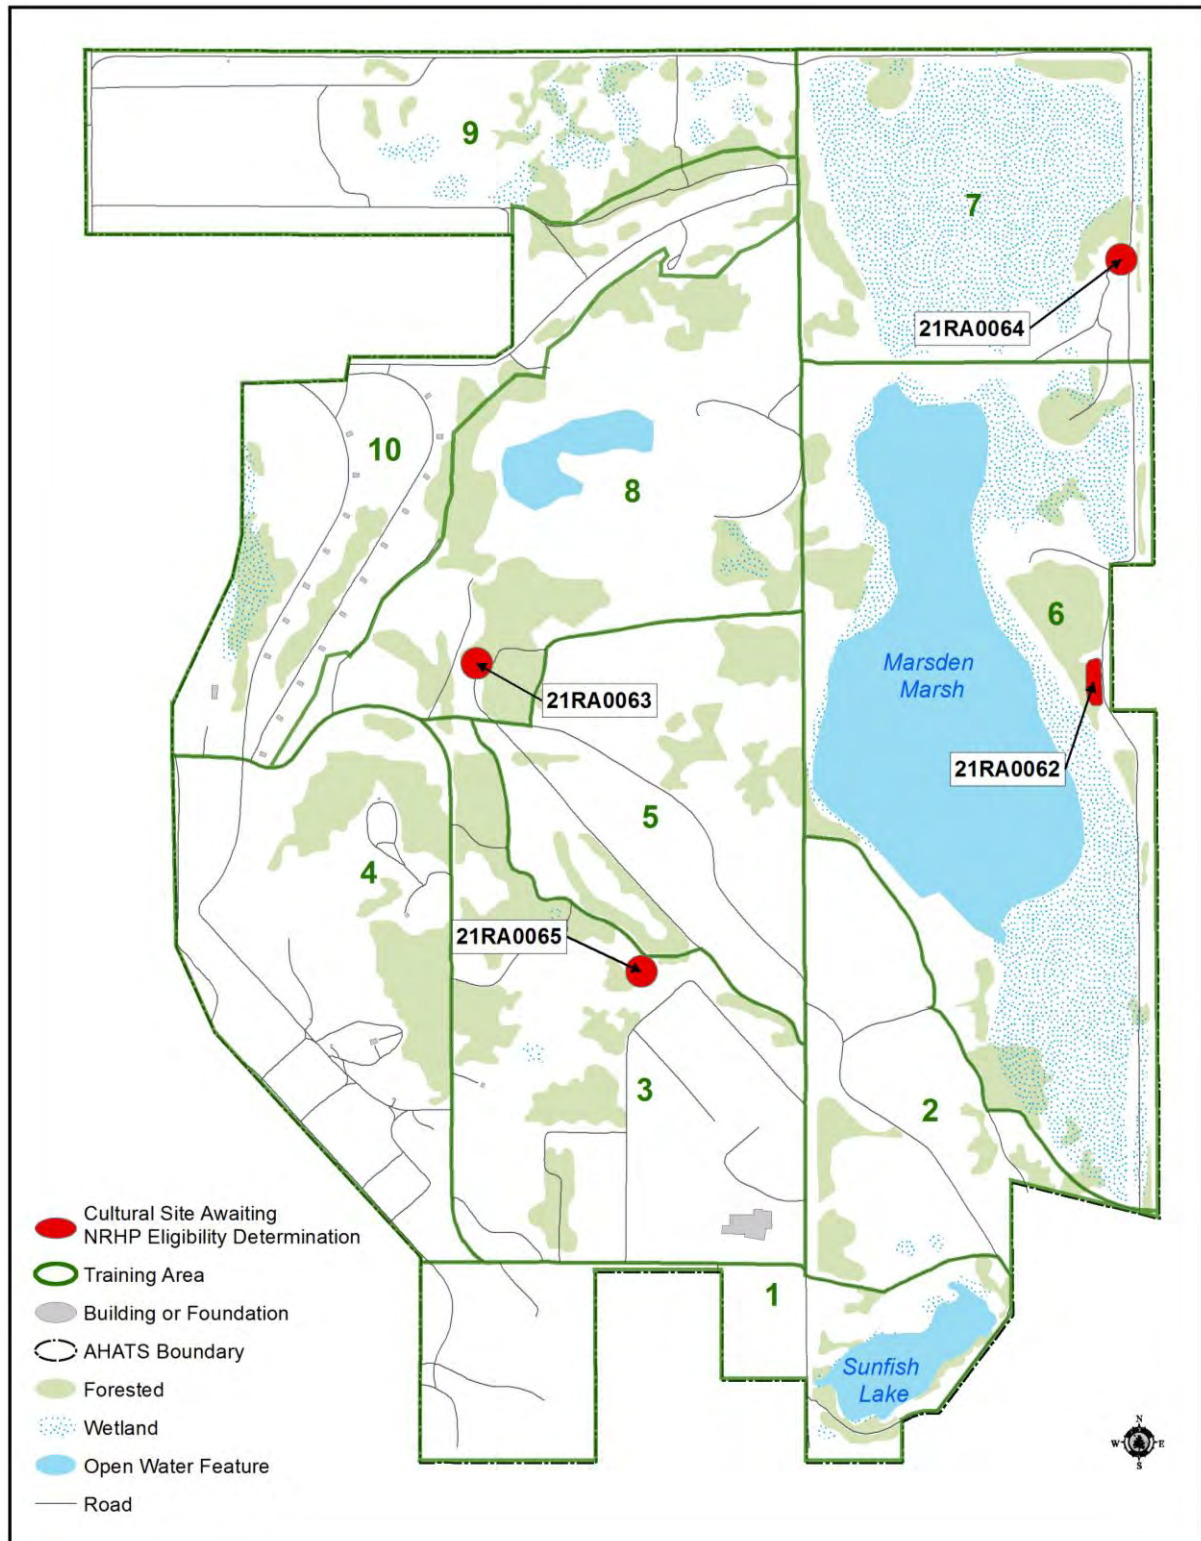 9
7
21RA0064
10
8
6
Marsden
Marsh
21RA0063
21RA0062
5
4
21RA0065
3
2
1
Sunfish
Lake
Cultural Site Awaiting
NRHP Eligibility Determination
Training Area
Building or Foundation
AHATS Boundary
Forested
Wetland
Open Water Feature
Road
N
W E
S